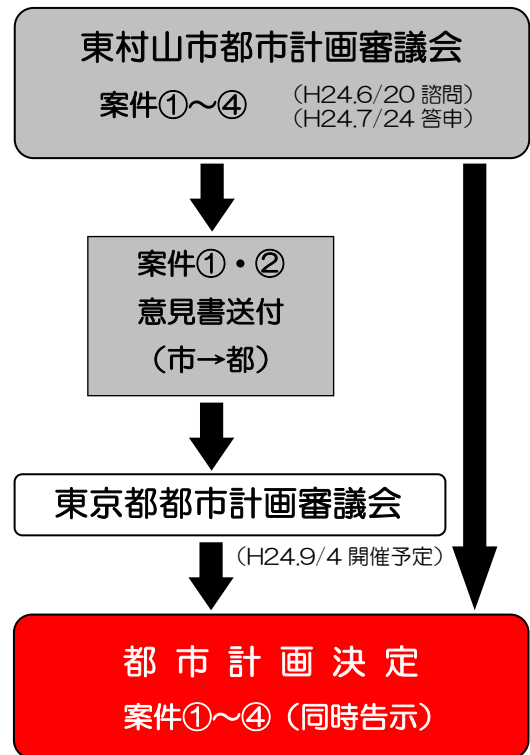 東村山市都市計画審議会
案件①～④
（H24.6/20 諮問）
（H24.7/24 答申）
案件①・②
意見書送付
（市→都）
東京都都市計画審議会
（H24.9/4 開催予定）
都市計画決定
案件①～④（同時告示）